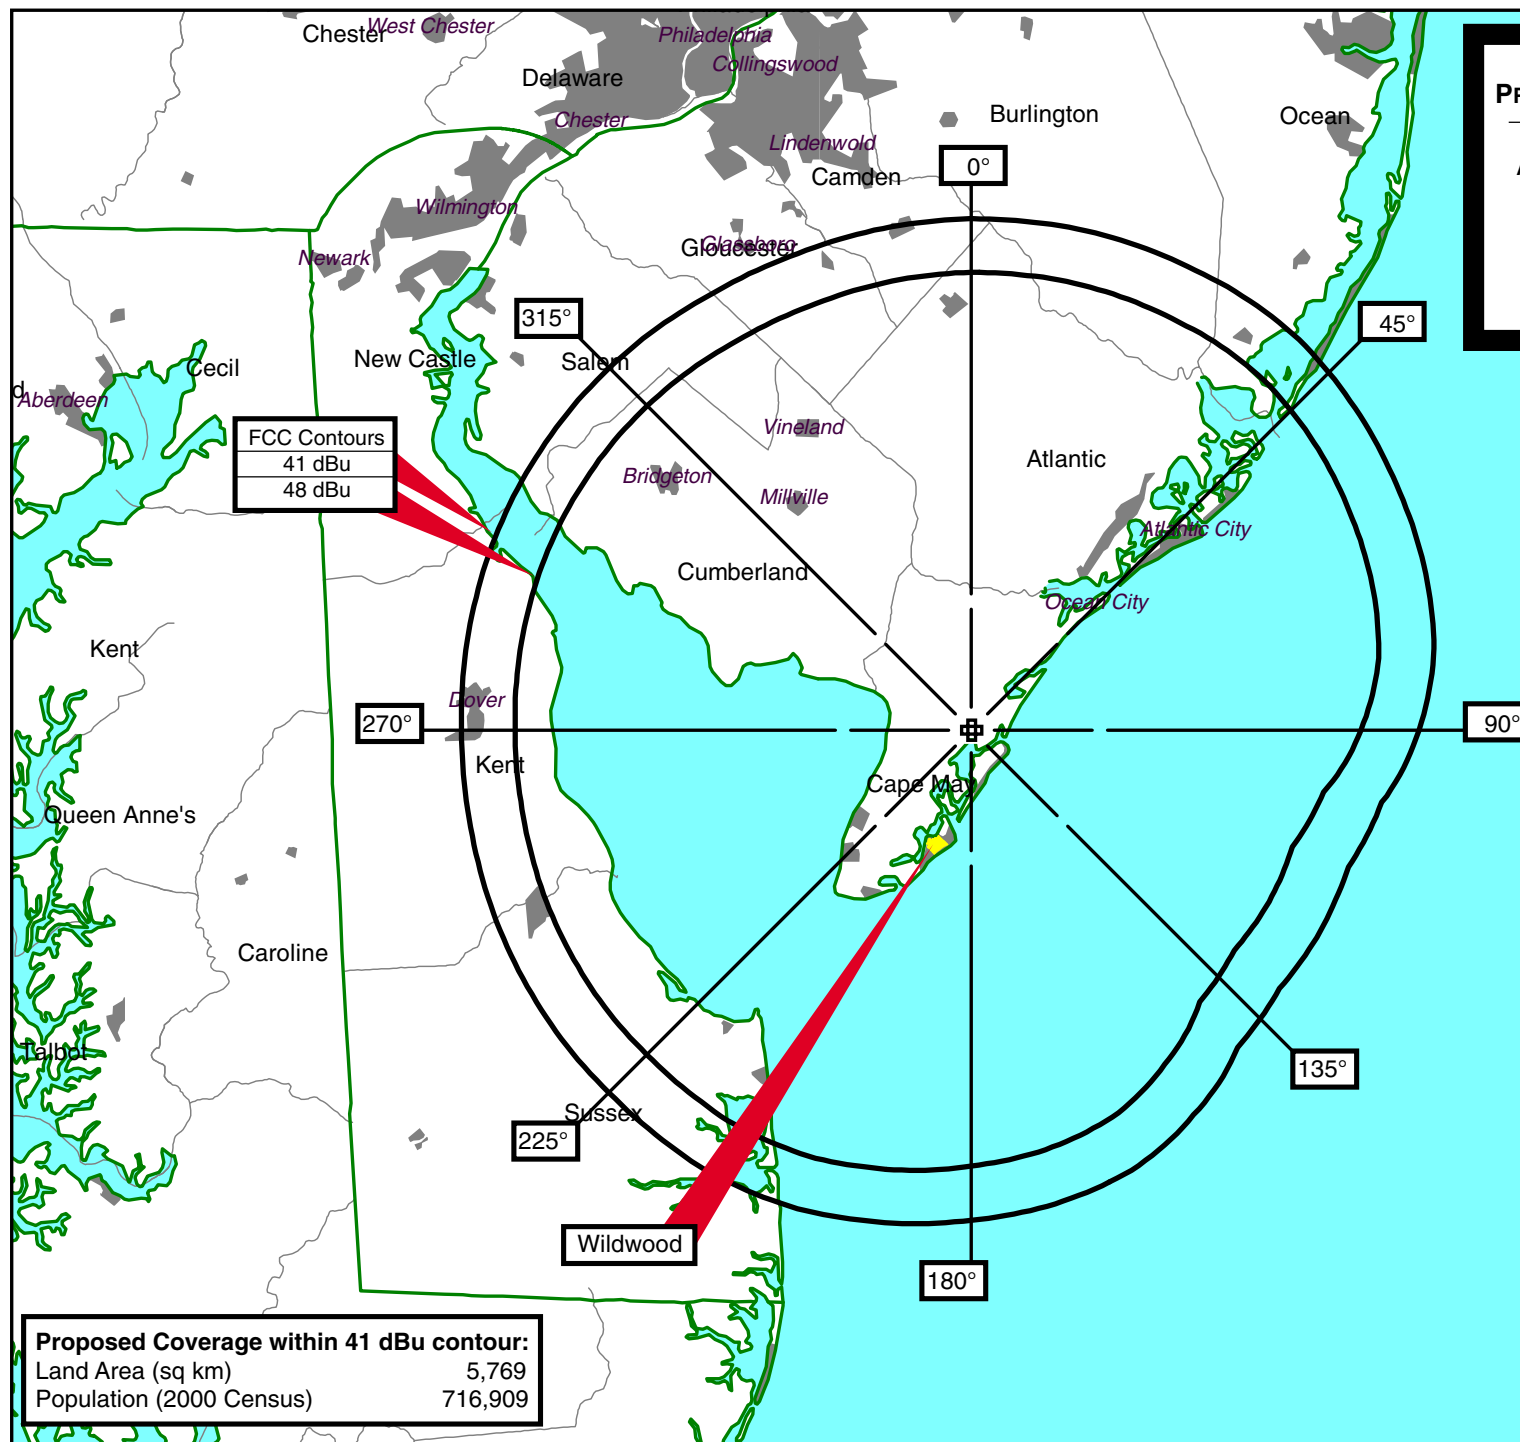 West Chester
Chester
Philadelphia
Collingswood
Delaware
Chester
Burlington
Ocean
Lindenwold
Camden
0°
Wilmington
Newark
Gloucester
Glassboro
315°
45°
New Castle
Salem
Cecil
Aberdeen
FCC Contours
41 dBu
48 dBu
Vineland
Bridgeton
Millville
Atlantic
Atlantic City
Cumberland
Ocean City
Kent
Dover
270°
90°
Kent
Cape May
Queen Anne's
Caroline
Talbot
135°
Sussex
225°
Wildwood
180°
Proposed Coverage within 41 dBu contour:
Land Area (sq km) 5,769
Population (2000 Census) 716,909